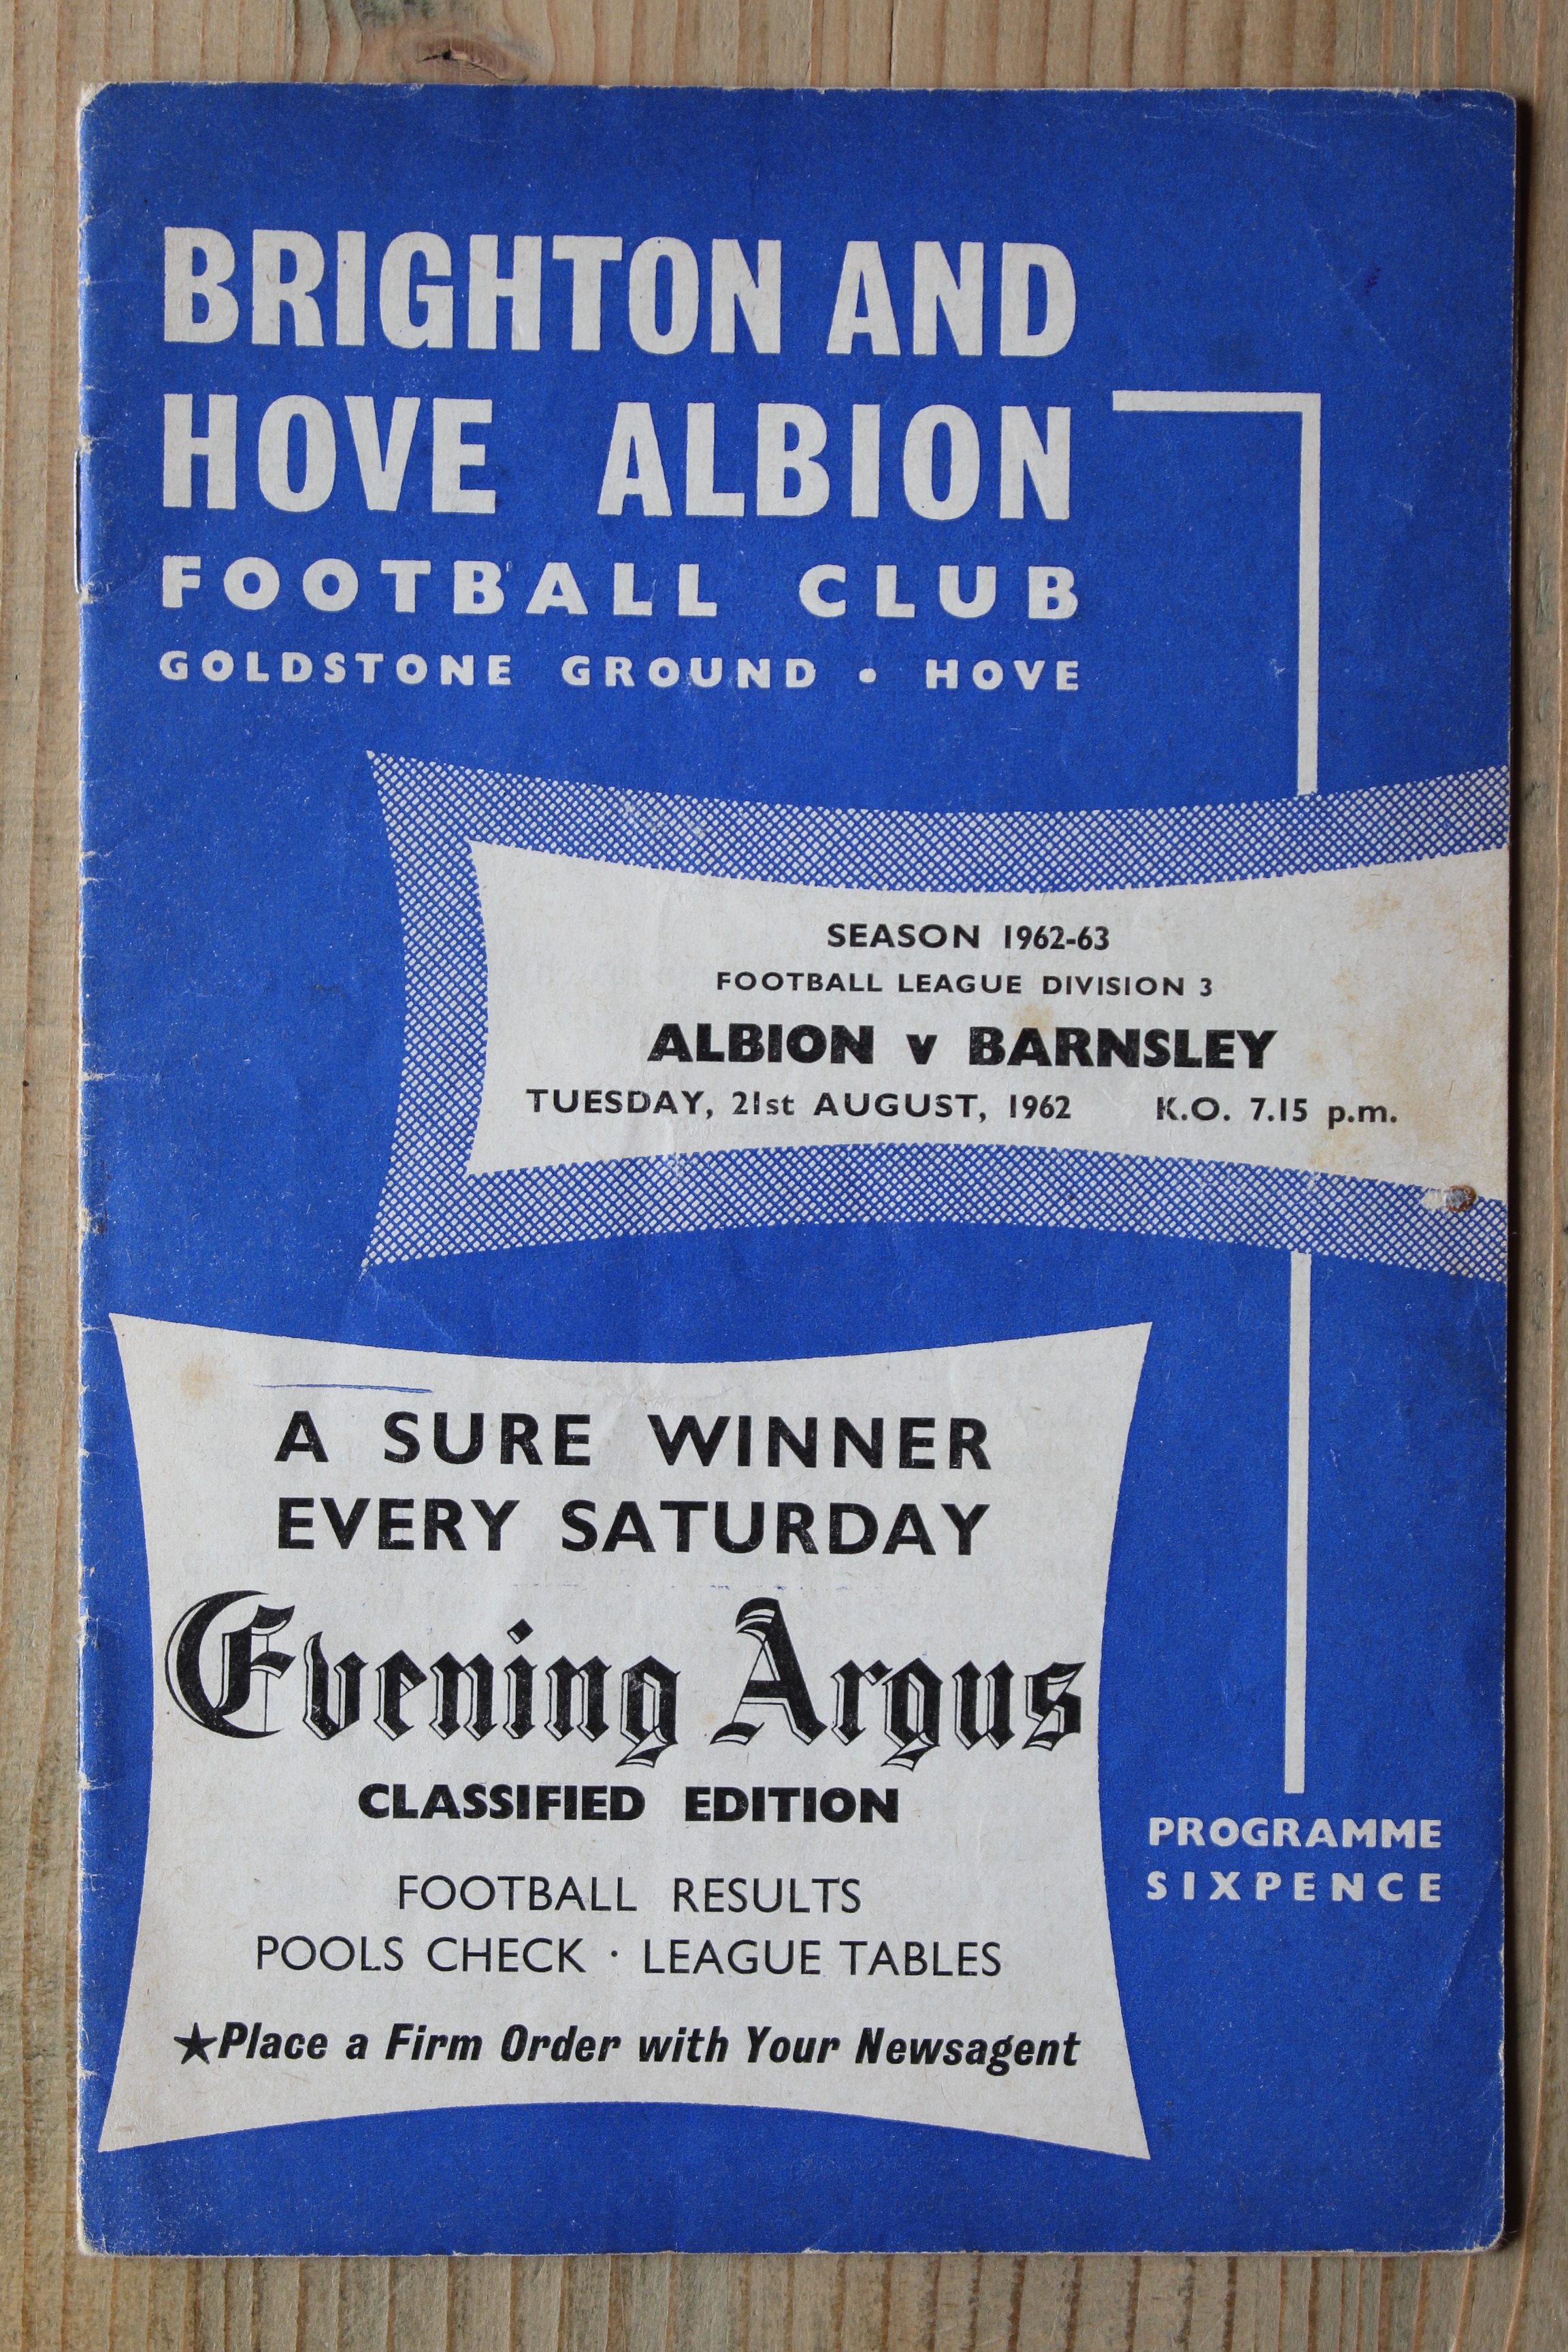 BRIGHTON AND
HOVE ALBION
FOOTBALL CLUB
GOLDSTONE GROUND • HOVE
SEASON 1962-63
FOOTBALL LEAGUE DIVISION 3
ALBION v BARNSLEY
TUESDAY, 21st AUGUST, 1962 K.O. 7.15 p.m.
A SURE WINNER
EVERY SATURDAY
Evening Argus
CLASSIFIED EDITION
FOOTBALL RESULTS
POOLS CHECK · LEAGUE TABLES
★Place a Firm Order with Your Newsagent
PROGRAMME
SIXPENCE